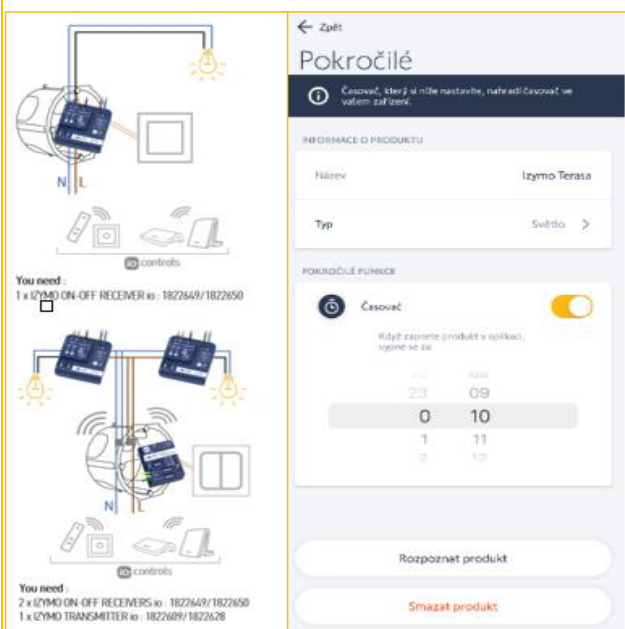 N L
io controls
You need :
1 x IZYMO ON-OFF RECEIVER io : 1822649/1822650
N L
io controls
You need :
2 x IZYMO ON-OFF RECEIVERS io : 1822649/1822650
1 x IZYMO TRANSMITTER io : 1822609/1822628
← Zpět
Pokročilé
Časovač, který si níže nastavíte, nahradí časovač ve
vašem zařízení.
INFORMACE O PRODUKTU
Název Izymo Terasa
Typ Světlo >
POKROČILÉ FUNKCE
Časovač
Když zapnete produkt v aplikaci,
vypne se za:
23 09
0 10
1 11
2 12
Rozpoznat produkt
Smazat produkt